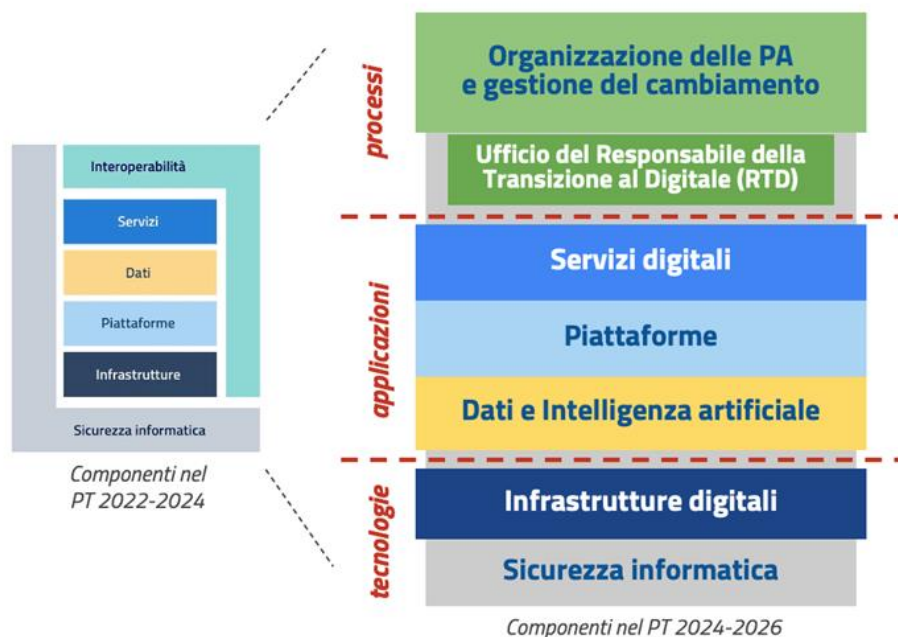 Interoperabilità
Servizi
Dati
Piattaforme
Infrastrutture
Sicurezza informatica
Componenti nel
PT 2022-2024
processi
Organizzazione delle PA
e gestione del cambiamento
Ufficio del Responsabile della
Transizione al Digitale (RTD)
applicazioni
Servizi digitali
Piattaforme
Dati e Intelligenza artificiale
tecnologie
Infrastrutture digitali
Sicurezza informatica
Componenti nel PT 2024-2026